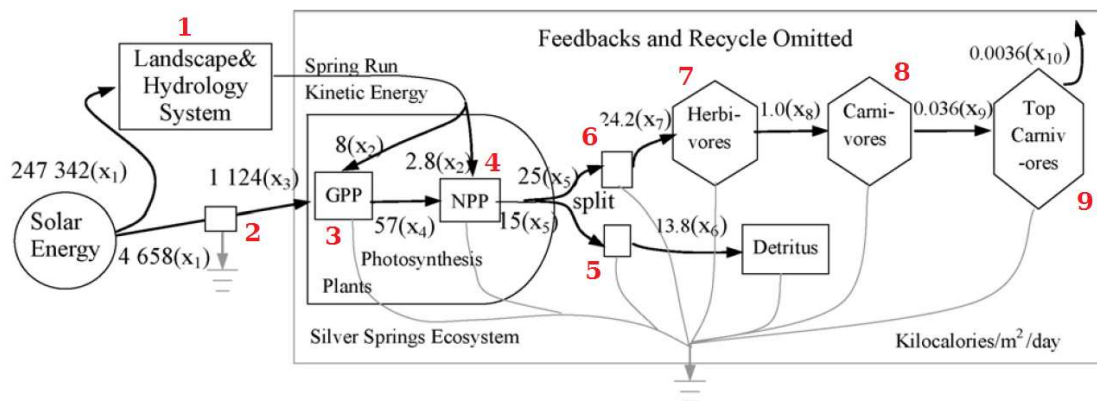 1
Landscape&
Hydrology
System
Feedbacks and Recycle Omitted
0.0036(x₁₀)
Spring Run
Kinetic Energy
7
8
247 342(x₁)
8(x₂)
2.8(x₂)
4
6
24.2(x₇)
Herbi-
vores
1.0(x₈)
Carni-
vores
0.036(x₉)
Top
Carniv
-ores
9
1 124(x₃)
Solar
Energy
2
4 658(x₁)
GPP
3
57(x₄)
NPP
25(x₅)
split
15(x₅)
5
13.8(x₆)
Detritus
Photosynthesis
Plants
Silver Springs Ecosystem
Kilocalories/m²/day